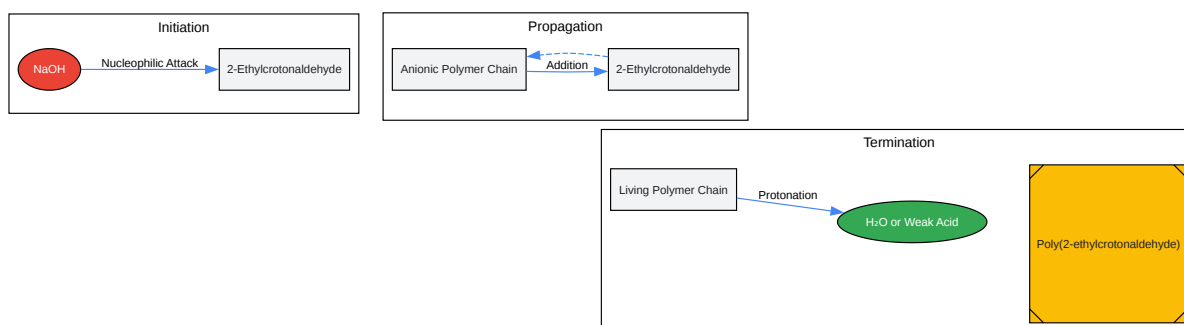 Initiation
NaOH
Nucleophilic Attack
2-Ethylcrotonaldehyde
Propagation
Anionic Polymer Chain
Addition
2-Ethylcrotonaldehyde
Termination
Living Polymer Chain
Protonation
H₂O or Weak Acid
Poly(2-ethylcrotonaldehyde)